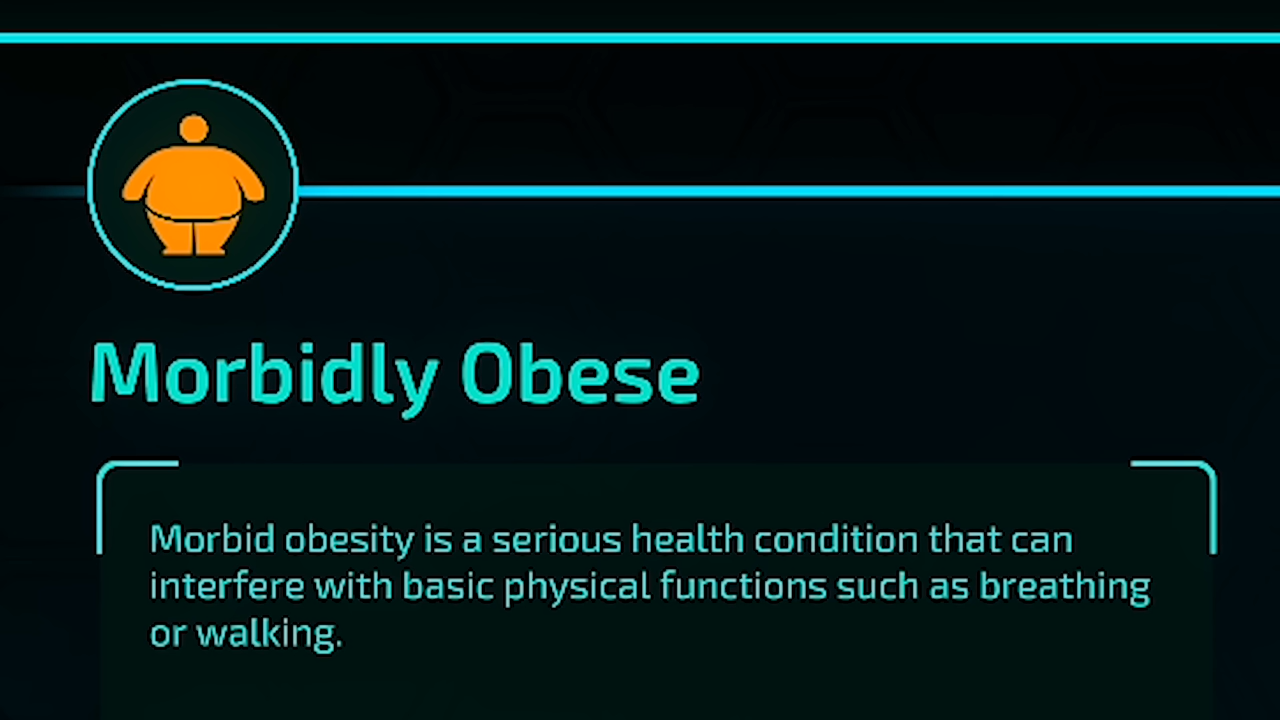 Morbidly Obese
Morbid obesity is a serious health condition that can
interfere with basic physical functions such as breathing
or walking.